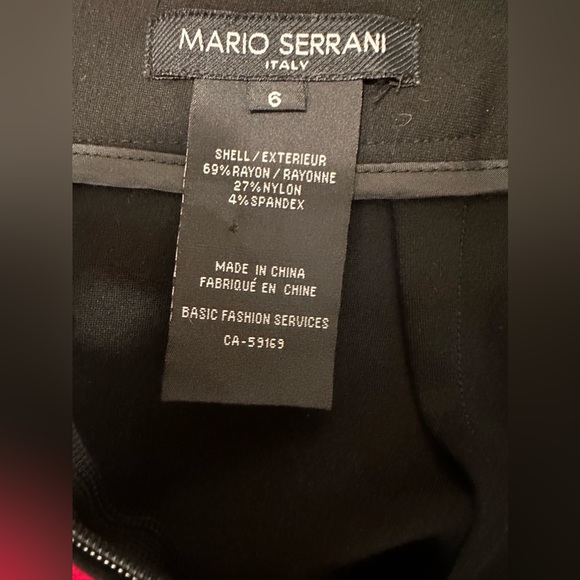 MARIO SERRANI
ITALY
6
SHELL/EXTERIEUR
69%RAYON/RAYONNE
27%NYLON
4%SPANDEX
MADE IN CHINA
FABRIQUÉ EN CHINE
BASIC FASHION SERVICES
CA-59169